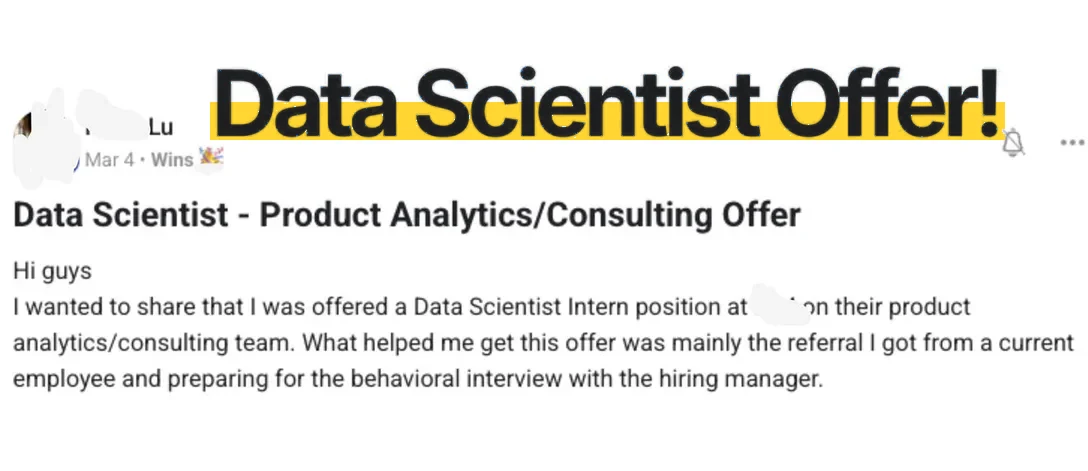 Data Scientist Offer!
Lu
Mar 4 • Wins 🎉
Data Scientist - Product Analytics/Consulting Offer
Hi guys
I wanted to share that I was offered a Data Scientist Intern position at on their product
analytics/consulting team. What helped me get this offer was mainly the referral I got from a current
employee and preparing for the behavioral interview with the hiring manager.